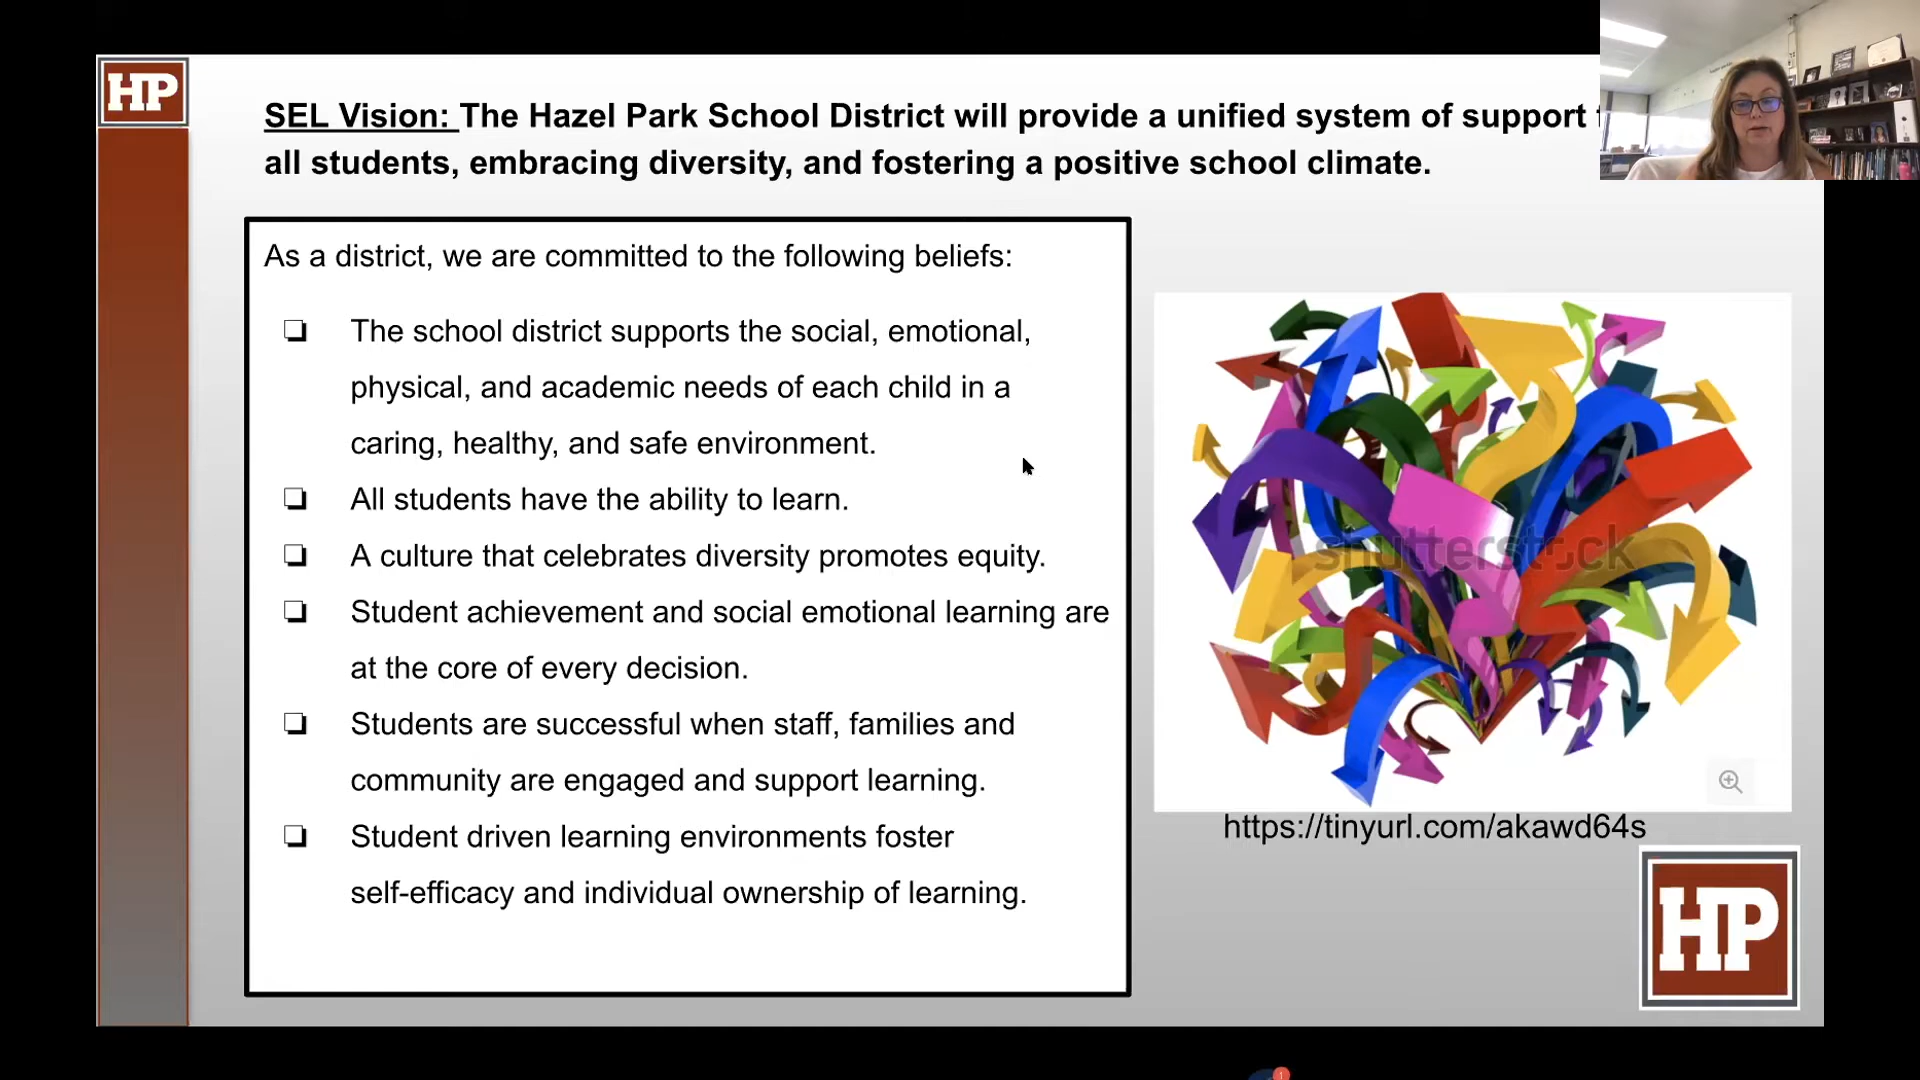 HP
SEL Vision: The Hazel Park School District will provide a unified system of support
all students, embracing diversity, and fostering a positive school climate.
As a district, we are committed to the following beliefs:
❏ The school district supports the social, emotional,
physical, and academic needs of each child in a
caring, healthy, and safe environment.
❏ All students have the ability to learn.
❏ A culture that celebrates diversity promotes equity.
❏ Student achievement and social emotional learning are
at the core of every decision.
❏ Students are successful when staff, families and
community are engaged and support learning.
❏ Student driven learning environments foster
self-efficacy and individual ownership of learning.
shutterstock
https://tinyurl.com/akawd64s
HP
1